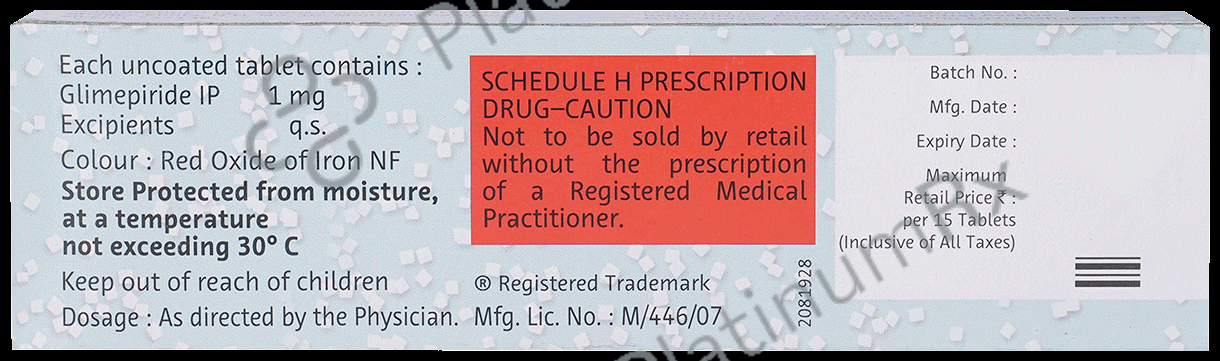 Each uncoated tablet contains :
Glimepiride IP 1 mg
Excipients q.s.
Colour : Red Oxide of Iron NF
Store Protected from moisture,
at a temperature
not exceeding 30° C
Keep out of reach of children
Dosage : As directed by the Physician.
SCHEDULE H PRESCRIPTION
DRUG–CAUTION
Not to be sold by retail
without the prescription
of a Registered Medical
Practitioner.
® Registered Trademark
Mfg. Lic. No. : M/446/07
2081928
Batch No. :
Mfg. Date :
Expiry Date :
Maximum
Retail Price ₹ :
per 15 Tablets
(Inclusive of All Taxes)
PlatinumRx